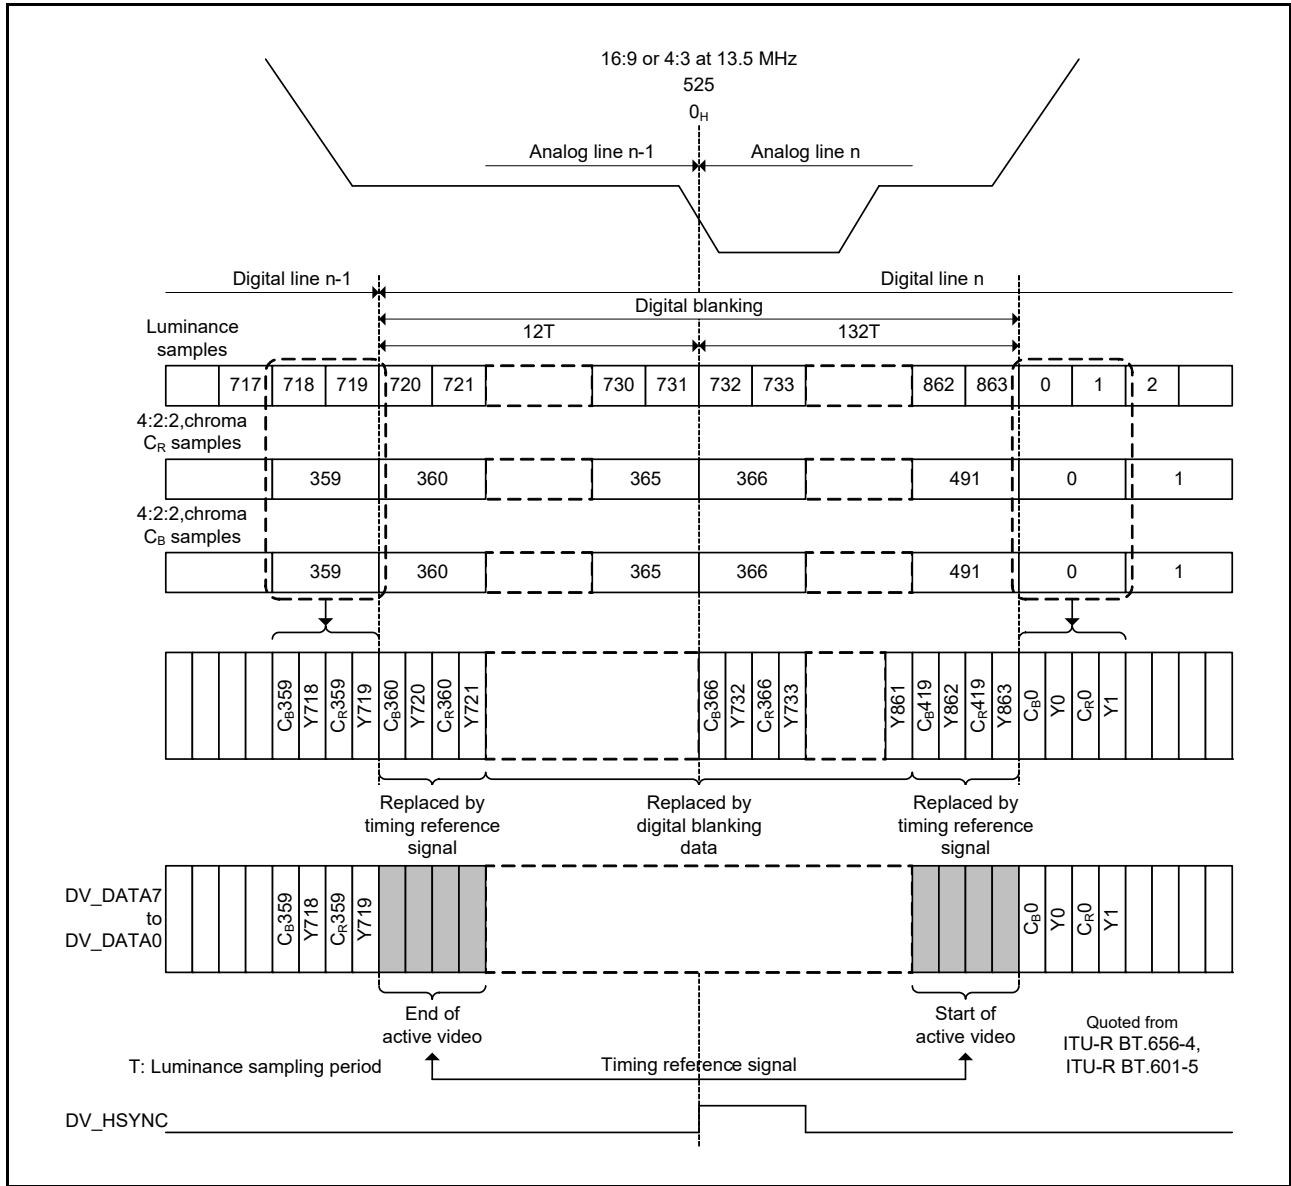 16:9 or 4:3 at 13.5 MHz
525
0H
Analog line n-1 Analog line n
Digital line n-1 Digital line n
Digital blanking
12T 132T
Luminance
samples
717 718 719 720 721 730 731 732 733 862 863 0 1 2
4:2:2,chroma
CR samples
359 360 365 366 491 0 1
4:2:2,chroma
CB samples
359 360 365 366 491 0 1
CB359 Y718 CR359 Y719 CB360 Y720 CR360 Y721 CB366 Y732 CR366 Y733 Y861 CB419 Y862 CR419 Y863 CB0 Y0 CR0 Y1
Replaced by
timing reference
signal
Replaced by
digital blanking
data
Replaced by
timing reference
signal
DV_DATA7
to
DV_DATA0
CB359 Y718 CR359 Y719 CB0 Y0 CR0 Y1
End of
active video
Start of
active video
Quoted from
ITU-R BT.656-4,
ITU-R BT.601-5
T: Luminance sampling period
Timing reference signal
DV_HSYNC